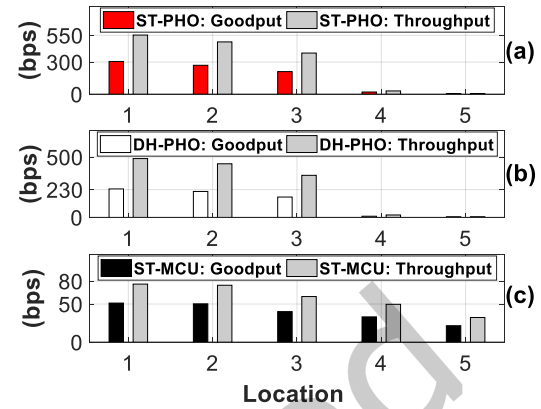 ST-PHO: Goodput ST-PHO: Throughput
550
300
0
(bps)
(a)
1 2 3 4 5
DH-PHO: Goodput DH-PHO: Throughput
500
230
0
(bps)
(b)
1 2 3 4 5
ST-MCU: Goodput ST-MCU: Throughput
80
50
0
(bps)
(c)
1 2 3 4 5
Location